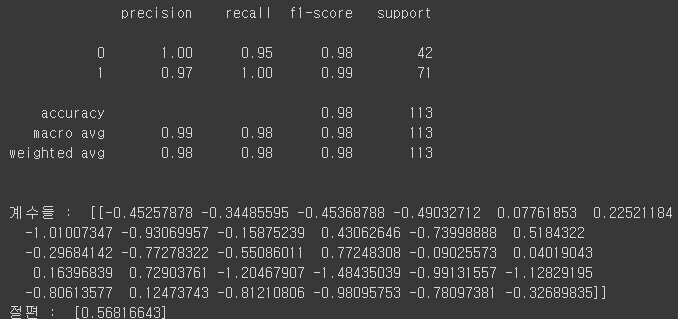 precision recall f1-score support
0 1.00 0.95 0.98 42
1 0.97 1.00 0.99 71
accuracy 0.98 113
macro avg 0.99 0.98 0.98 113
weighted avg 0.98 0.98 0.98 113
계수들 : [[-0.45257878 -0.34485595 -0.45368788 -0.49032712 0.07761853 0.22521184
-1.01007347 -0.93069957 -0.15875239 0.43062646 -0.73998828 0.5184322
-0.29684142 -0.77278322 -0.55086011 0.77248308 -0.09025573 0.04019043
0.16396839 0.72903761 -1.20467907 -1.48435039 -0.99131557 -1.12829195
-0.80613577 0.12473743 -0.81210806 -0.98095753 -0.78097381 -0.32689835]]
절편 : [0.56816643]